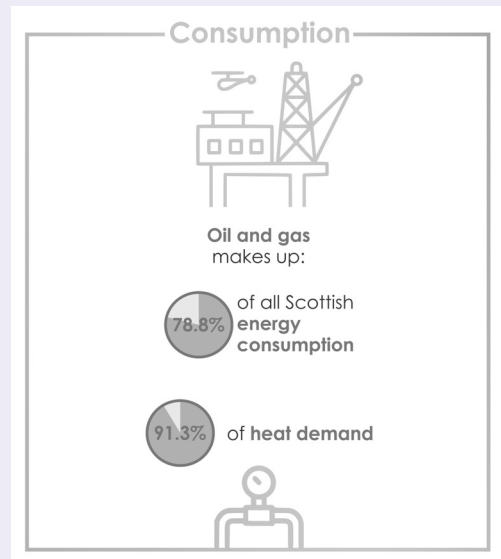 Consumption
Oil and gas
makes up:
78.8%
of all Scottish
energy
consumption
91.3%
of heat demand